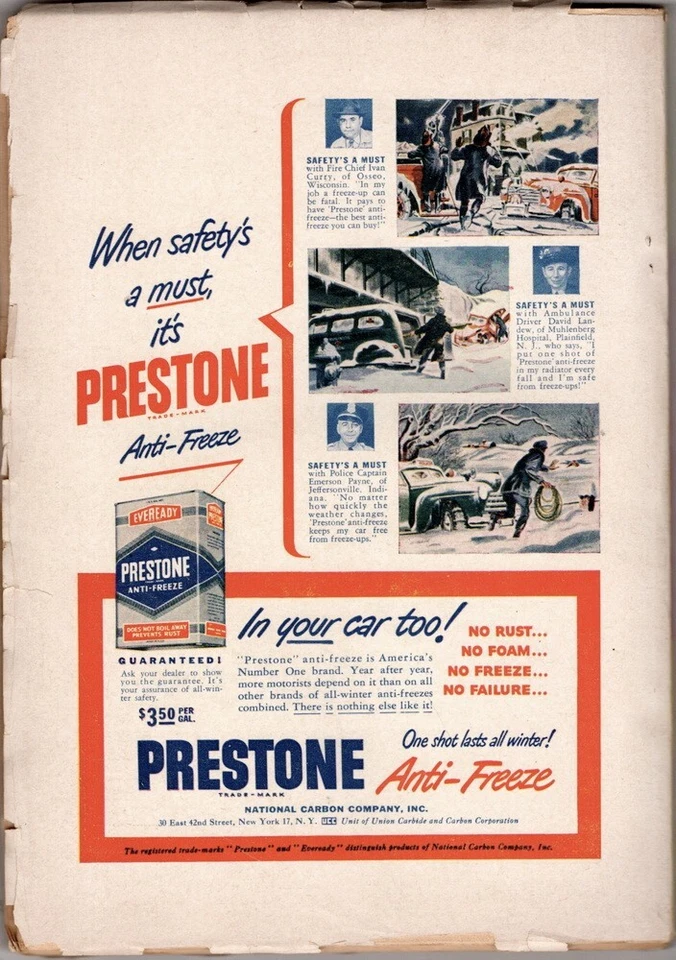 When safety's
a must,
it's
PRESTONE
TRADE-MARK
Anti-Freeze
SAFETY'S A MUST
with Fire Chief Ivan
Curry, of Osseo,
Wisconsin. "In my
job a freeze-up can
be fatal. It pays to
have 'Prestone' anti-
freeze—the best anti-
freeze you can buy!"
SAFETY'S A MUST
with Ambulance
Driver David Lan-
dew, of Muhlenberg
Hospital, Plainfield,
N. J., who says, "I
put one shot of
'Prestone' anti-freeze
in my radiator every
fall and I'm safe
from freeze-ups!"
SAFETY'S A MUST
with Police Captain
Emerson Payne, of
Jeffersonville, Indi-
ana. "No matter
how quickly the
weather changes,
'Prestone' anti-freeze
keeps my car free
from freeze-ups."
EVEREADY
PRESTONE
ANTI-FREEZE
DOES NOT BOIL AWAY
PREVENTS RUST
GUARANTEED!
Ask your dealer to show
you the guarantee. It's
your assurance of all-win-
ter safety.
$3.50 PER
GAL.
In your car too!
"Prestone" anti-freeze is America's
Number One brand. Year after year,
more motorists depend on it than on all
other brands of all-winter anti-freezes
combined. There is nothing else like it!
NO RUST...
NO FOAM...
NO FREEZE...
NO FAILURE...
PRESTONE
TRADE-MARK
One shot lasts all winter!
Anti-Freeze
NATIONAL CARBON COMPANY, INC.
30 East 42nd Street, New York 17, N. Y. UCC Unit of Union Carbide and Carbon Corporation
The registered trade-marks "Prestone" and "Eveready" distinguish products of National Carbon Company, Inc.